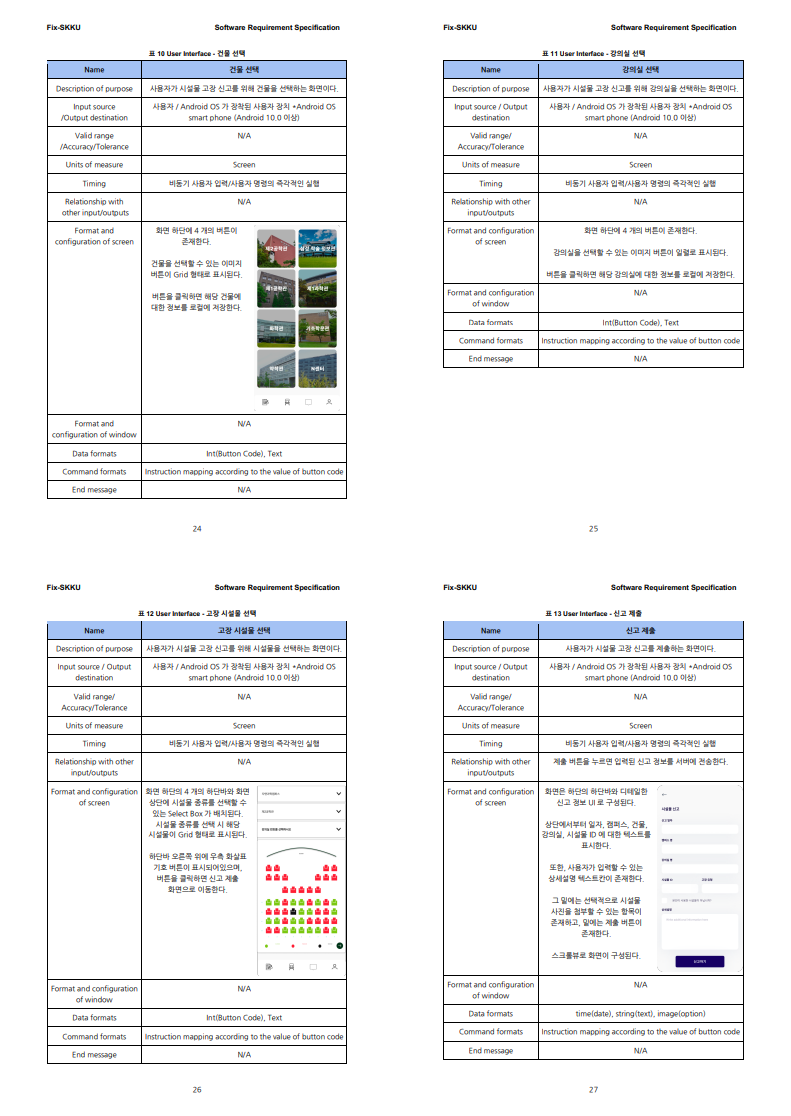 Fix-SKKU Software Requirement Specification
표 10 User Interface - 건물 선택
Name 건물 선택
Description of purpose 사용자가 시설물 고장 신고를 위해 건물을 선택하는 화면이다.
Input source
/Output destination
사용자 / Android OS 가 장착된 사용자 장치 *Android OS
smart phone (Android 10.0 이상)
Valid range
/Accuracy/Tolerance
N/A
Units of measure Screen
Timing 비동기 사용자 입력/사용자 명령의 즉각적인 실행
Relationship with
other input/outputs
N/A
Format and
configuration of screen
화면 하단에 4 개의 버튼이
존재한다.
건물을 선택할 수 있는 이미지
버튼이 Grid 형태로 표시된다.
버튼을 클릭하면 해당 건물에
대한 정보를 로컬에 저장한다.
제2공학관 삼성 학술 정보관
제1공학관 제1과학관
화학관 기초학문관
약학관 N센터
Format and
configuration of window
N/A
Data formats Int(Button Code), Text
Command formats Instruction mapping according to the value of button code
End message N/A
24
Fix-SKKU Software Requirement Specification
표 11 User Interface - 강의실 선택
Name 강의실 선택
Description of purpose 사용자가 시설물 고장 신고를 위해 강의실을 선택하는 화면이다.
Input source / Output
destination
사용자 / Android OS 가 장착된 사용자 장치 *Android OS
smart phone (Android 10.0 이상)
Valid range/
Accuracy/Tolerance
N/A
Units of measure Screen
Timing 비동기 사용자 입력/사용자 명령의 즉각적인 실행
Relationship with other
input/outputs
N/A
Format and configuration
of screen
화면 하단에 4 개의 버튼이 존재한다.
강의실을 선택할 수 있는 이미지 버튼이 일렬로 표시된다.
버튼을 클릭하면 해당 강의실에 대한 정보를 로컬에 저장한다.
Format and configuration
of window
N/A
Data formats Int(Button Code), Text
Command formats Instruction mapping according to the value of button code
End message N/A
25
Fix-SKKU Software Requirement Specification
표 12 User Interface - 고장 시설물 선택
Name 고장 시설물 선택
Description of purpose 사용자가 시설물 고장 신고를 위해 시설물을 선택하는 화면이다.
Input source / Output
destination
사용자 / Android OS 가 장착된 사용자 장치 *Android OS
smart phone (Android 10.0 이상)
Valid range/
Accuracy/Tolerance
N/A
Units of measure Screen
Timing 비동기 사용자 입력/사용자 명령의 즉각적인 실행
Relationship with other
input/outputs
N/A
Format and configuration
of screen
화면 하단의 4 개의 하단바와 화면
상단에 시설물 종류를 선택할 수
있는 Select Box 가 배치된다.
시설물 종류를 선택 시 해당
시설물이 Grid 형태로 표시된다.
하단바 오른쪽 위에 우측 화살표
기호 버튼이 표시되어있으며,
버튼을 클릭하면 신고 제출
화면으로 이동한다.
Format and configuration
of window
N/A
Data formats Int(Button Code), Text
Command formats Instruction mapping according to the value of button code
End message N/A
26
Fix-SKKU Software Requirement Specification
표 13 User Interface - 신고 제출
Name 신고 제출
Description of purpose 사용자가 시설물 고장 신고를 제출하는 화면이다.
Input source / Output
destination
사용자 / Android OS 가 장착된 사용자 장치 *Android OS
smart phone (Android 10.0 이상)
Valid range/
Accuracy/Tolerance
N/A
Units of measure Screen
Timing 비동기 사용자 입력/사용자 명령의 즉각적인 실행
Relationship with other
input/outputs
제출 버튼을 누르면 입력된 신고 정보를 서버에 전송한다.
Format and configuration
of screen
화면은 하단의 하단바와 디테일한
신고 정보 UI 로 구성된다.
상단에서부터 일자, 캠퍼스, 건물,
강의실, 시설물 ID 에 대한 텍스트를
표시한다.
또한, 사용자가 입력할 수 있는
상세설명 텍스트칸이 존재한다.
그 밑에는 선택적으로 시설물
사진을 첨부할 수 있는 항목이
존재하고, 밑에는 제출 버튼이
존재한다.
스크롤뷰로 화면이 구성된다.
시설물 신고
신고하기
Format and configuration
of window
N/A
Data formats time(date), string(text), image(option)
Command formats Instruction mapping according to the value of button code
End message N/A
27